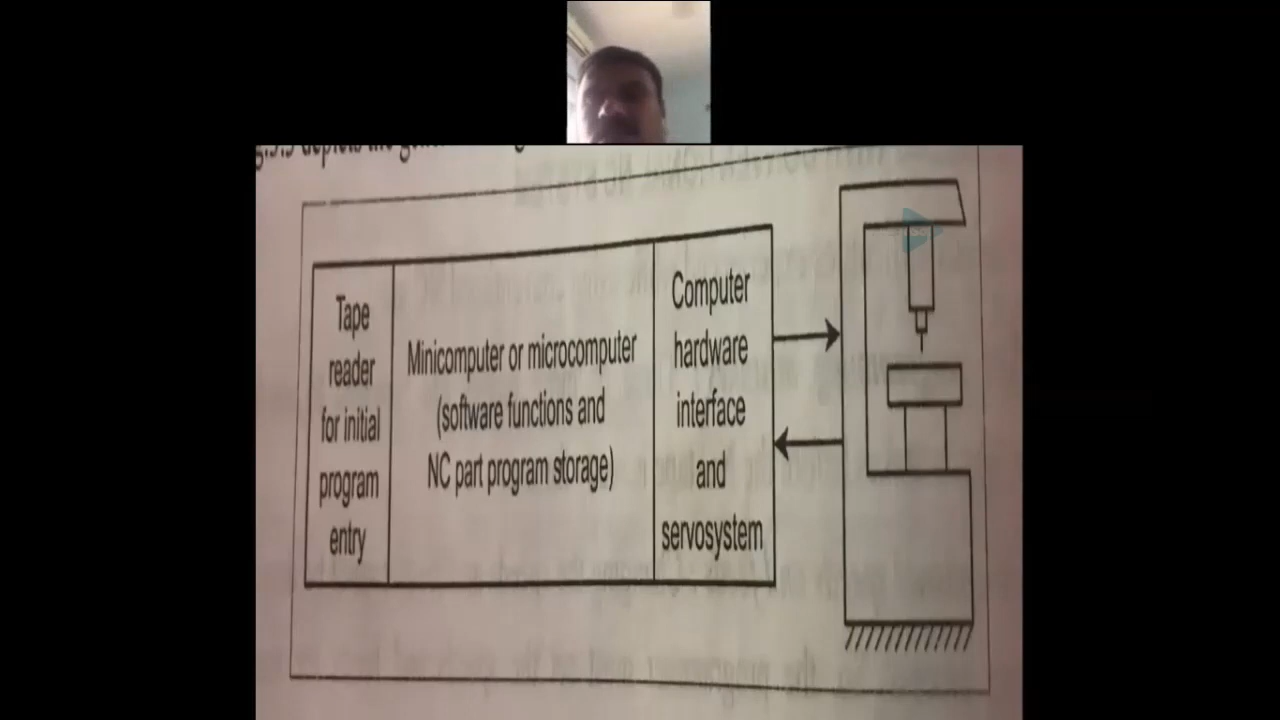 Tape
reader
for initial
program
entry
Minicomputer or microcomputer
(software functions and
NC part program storage)
Computer
hardware
interface
and
servosystem